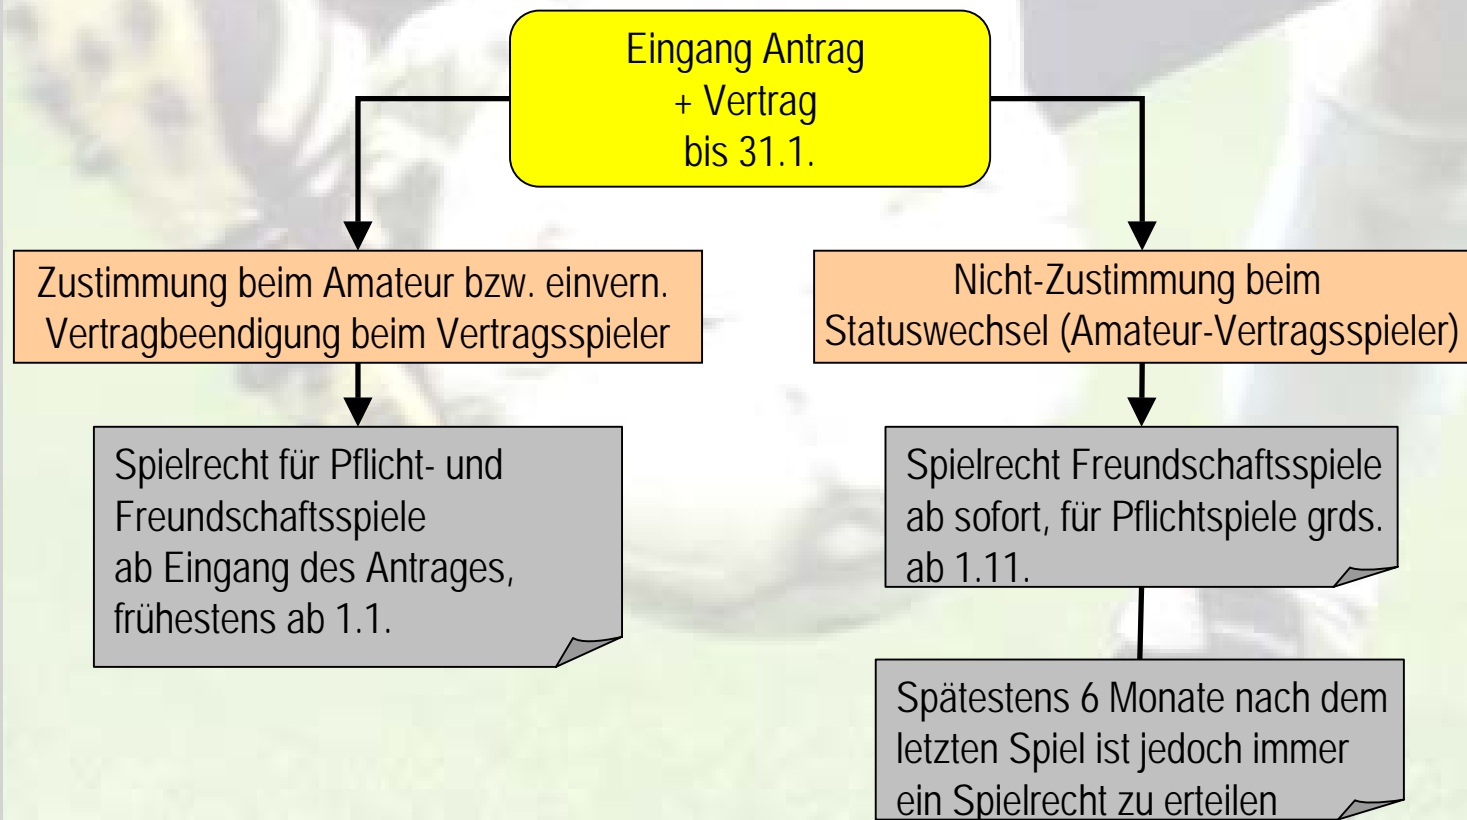 Eingang Antrag
+ Vertrag
bis 31.1.
Zustimmung beim Amateur bzw. einvern.
Vertragbeendigung beim Vertragsspieler
Nicht-Zustimmung beim
Statuswechsel (Amateur-Vertragsspieler)
Spielrecht für Pflicht- und
Freundschaftsspiele
ab Eingang des Antrages,
frühestens ab 1.1.
Spielrecht Freundschaftsspiele
ab sofort, für Pflichtspiele grds.
ab 1.11.
Spätestens 6 Monate nach dem
letzten Spiel ist jedoch immer
ein Spielrecht zu erteilen